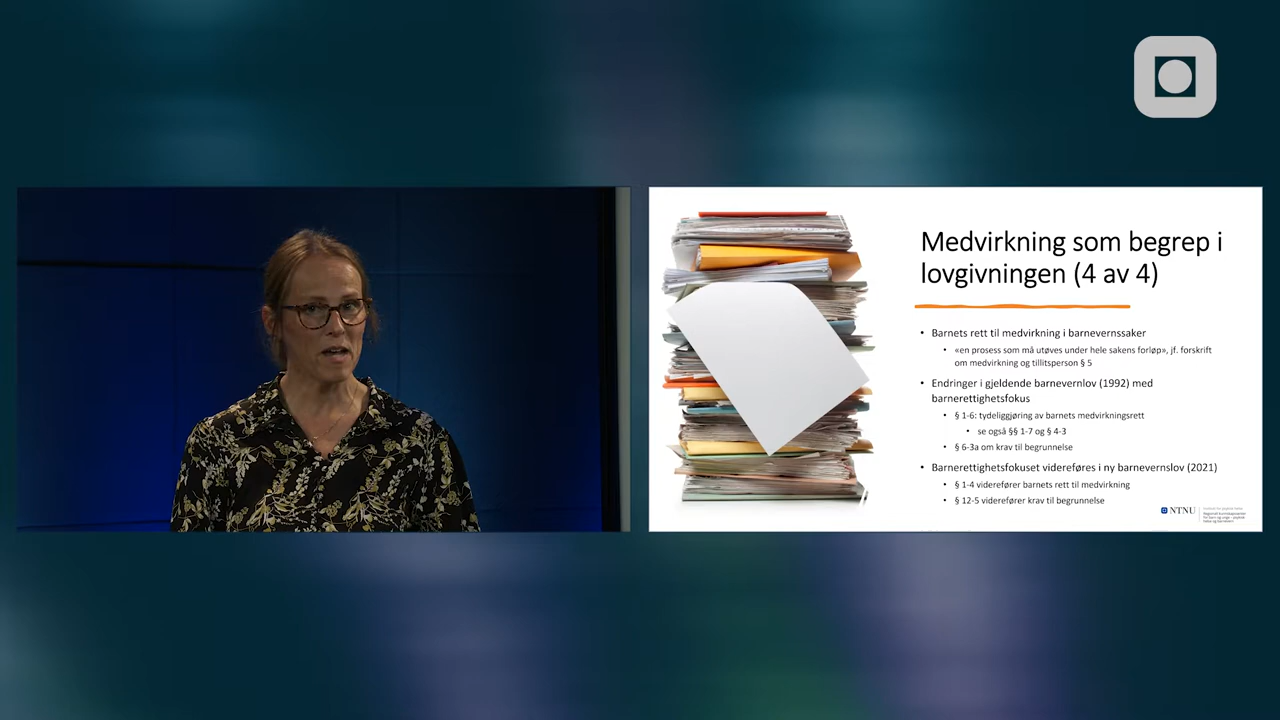 Medvirkning som begrep i
lovgivningen (4 av 4)
• Barnets rett til medvirkning i barnevernssaker
• «en prosess som må utøves under hele sakens forløp», jf. forskrift
om medvirkning og tillitsperson § 5
• Endringer i gjeldende barnevernlov (1992) med
barnerettighetsfokus
• § 1-6: tydeliggjøring av barnets medvirkningsrett
• se også §§ 1-7 og § 4-3
• § 6-3a om krav til begrunnelse
• Barnerettighetsfokuset videreføres i ny barnevernslov (2021)
• § 1-4 viderefører barnets rett til medvirkning
• § 12-5 viderefører krav til begrunnelse
NTNU